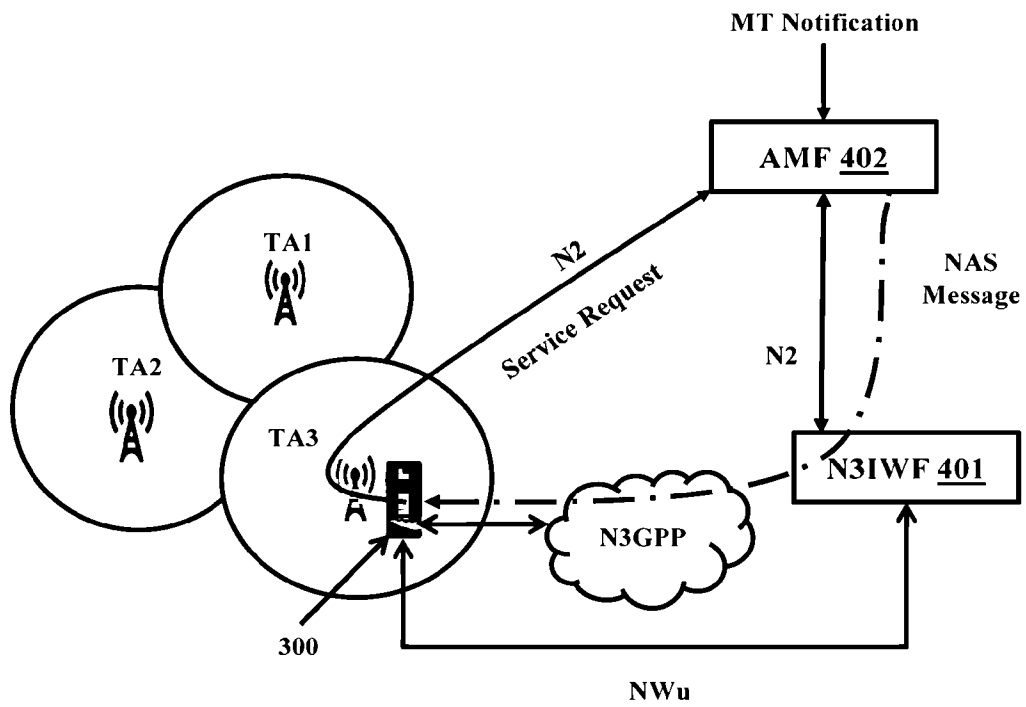 MT Notification
AMF 402
TA1
N2
Service Request
NAS
Message
TA2
N2
TA3
N3IWF 401
N3GPP
300
NWu